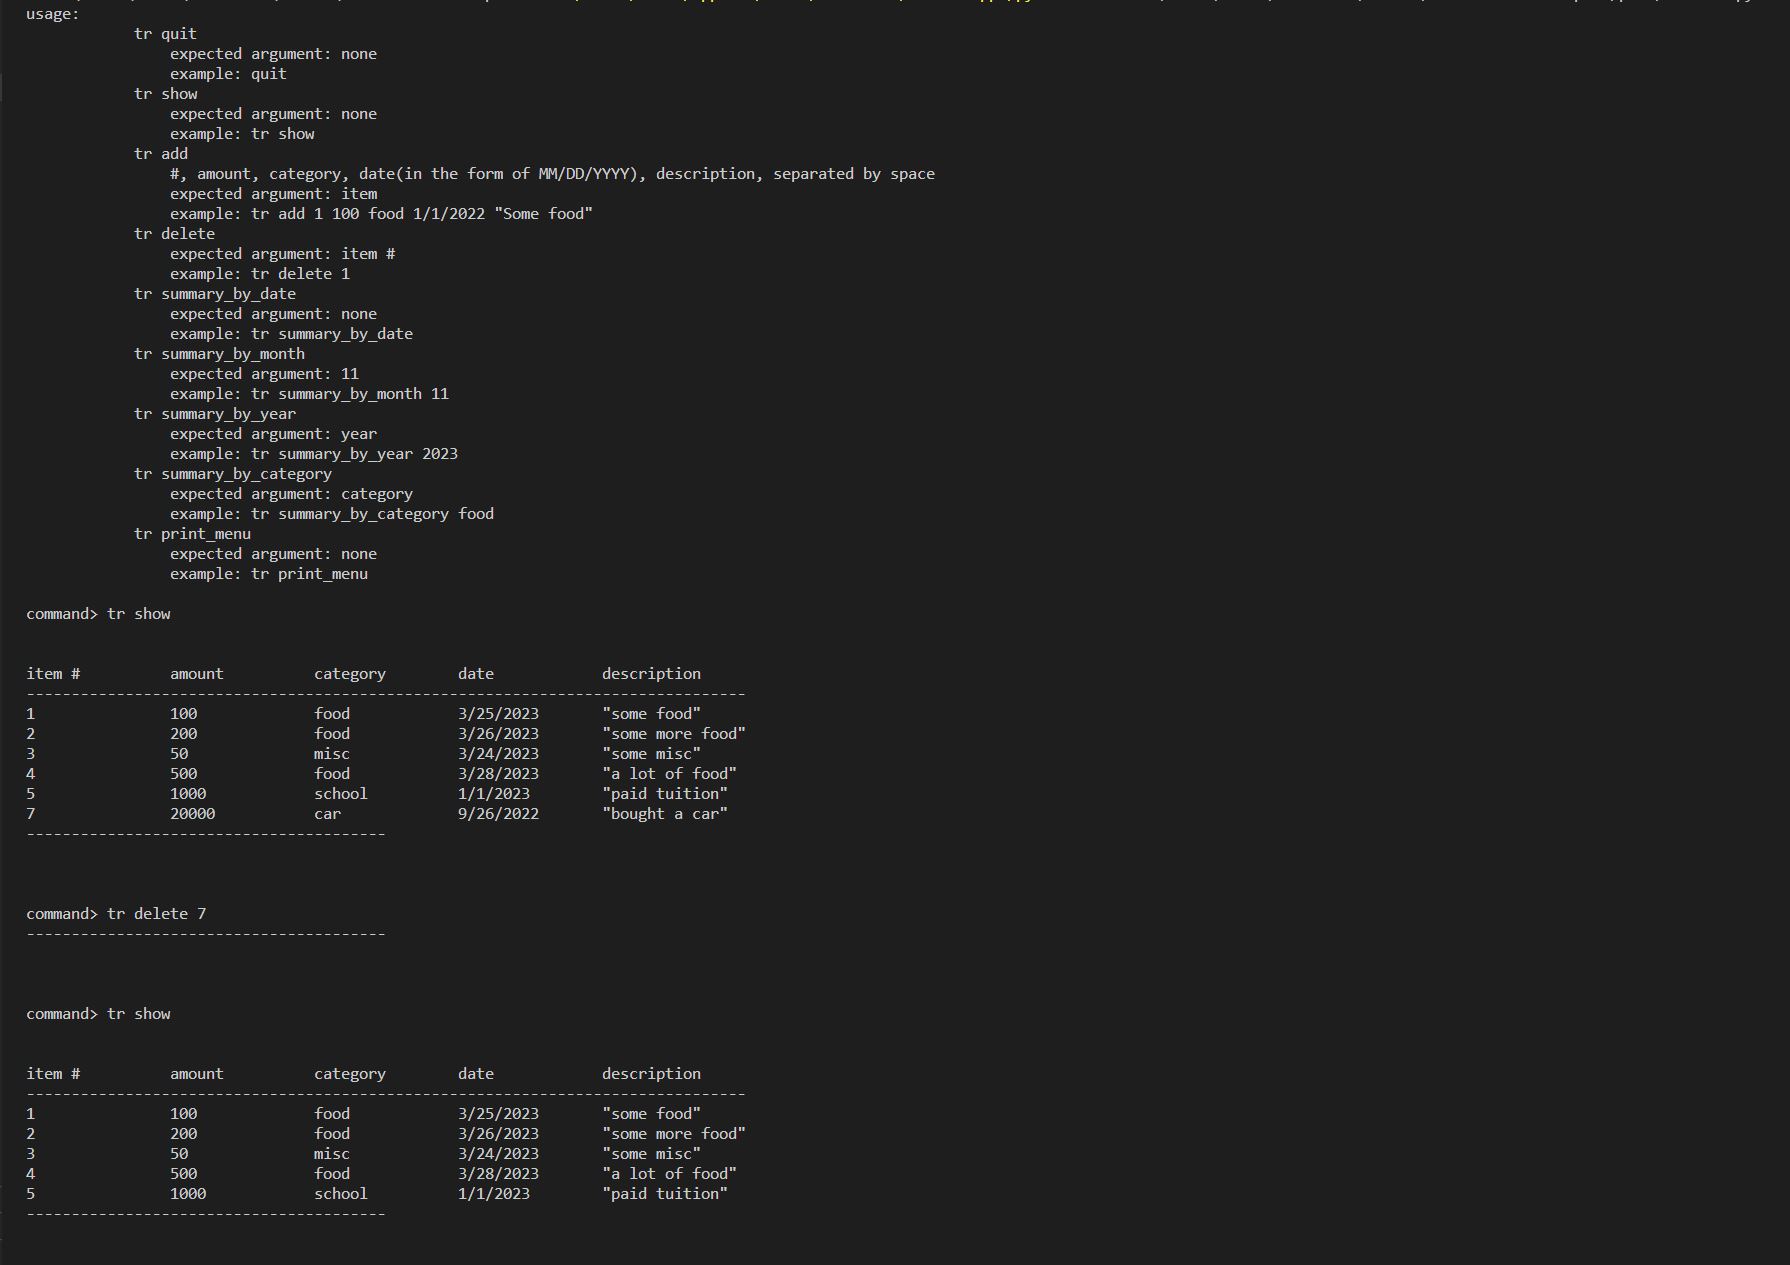 usage:
tr quit
expected argument: none
example: quit
tr show
expected argument: none
example: tr show
tr add
#, amount, category, date(in the form of MM/DD/YYYY), description, separated by space
expected argument: item
example: tr add 1 100 food 1/1/2022 "Some food"
tr delete
expected argument: item #
example: tr delete 1
tr summary_by_date
expected argument: none
example: tr summary_by_date
tr summary_by_month
expected argument: 11
example: tr summary_by_month 11
tr summary_by_year
expected argument: year
example: tr summary_by_year 2023
tr summary_by_category
expected argument: category
example: tr summary_by_category food
tr print_menu
expected argument: none
example: tr print_menu
command> tr show
item # amount category date description
--------------------------------------------------------------------------------
1 100 food 3/25/2023 "some food"
2 200 food 3/26/2023 "some more food"
3 50 misc 3/24/2023 "some misc"
4 500 food 3/28/2023 "a lot of food"
5 1000 school 1/1/2023 "paid tuition"
7 20000 car 9/26/2022 "bought a car"
----------------------------------------
command> tr delete 7
----------------------------------------
command> tr show
item # amount category date description
--------------------------------------------------------------------------------
1 100 food 3/25/2023 "some food"
2 200 food 3/26/2023 "some more food"
3 50 misc 3/24/2023 "some misc"
4 500 food 3/28/2023 "a lot of food"
5 1000 school 1/1/2023 "paid tuition"
----------------------------------------